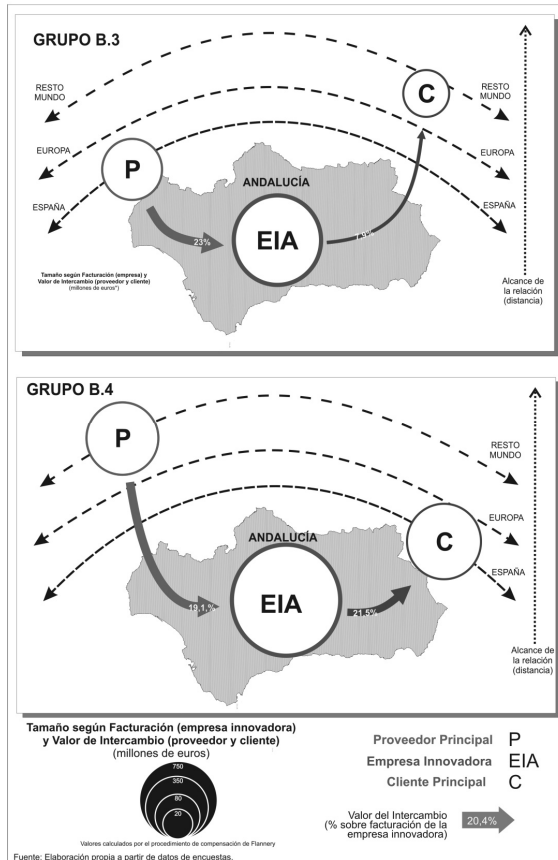 GRUPO B.3
RESTO
MUNDO
C
RESTO
MUNDO
EUROPA
P
EUROPA
ANDALUCÍA
ESPAÑA
EIA
ESPAÑA
23%
7,9%
Tamaño según Facturación (empresa) y
Valor de Intercambio (proveedor y cliente)
(millones de euros*)
Alcance de
la relación
(distancia)
GRUPO B.4
P
RESTO
MUNDO
EUROPA
ANDALUCÍA
C
ESPAÑA
EIA
19,1,%
21,5%
Alcance de
la relación
(distancia)
Tamaño según Facturación (empresa innovadora)
y Valor de Intercambio (proveedor y cliente)
(millones de euros)
750
350
80
20
Valores calculados por el procedimiento de compensación de Flannery
Proveedor Principal P
Empresa Innovadora EIA
Cliente Principal C
Valor del Intercambio
(% sobre facturación de la
empresa innovadora)
20,4%
Fuente: Elaboración propia a partir de datos de encuestas.